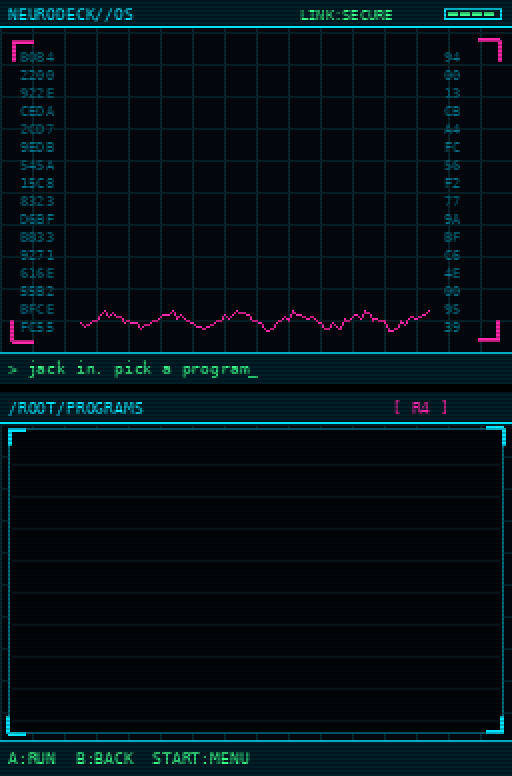 NEURODECK//OS LINK:SECURE
94
2200 00
922E 13
CEDA CB
2CD7 A4
9EDB FC
545A 56
15C8 F2
8323 77
D6BF 9A
8833 8F
9271 C6
616E 4E
55B2 00
8FCE 95
FC55 39
> jack in. pick a program_
/ROOT/PROGRAMS [ R4 ]
A:RUN B:BACK START:MENU